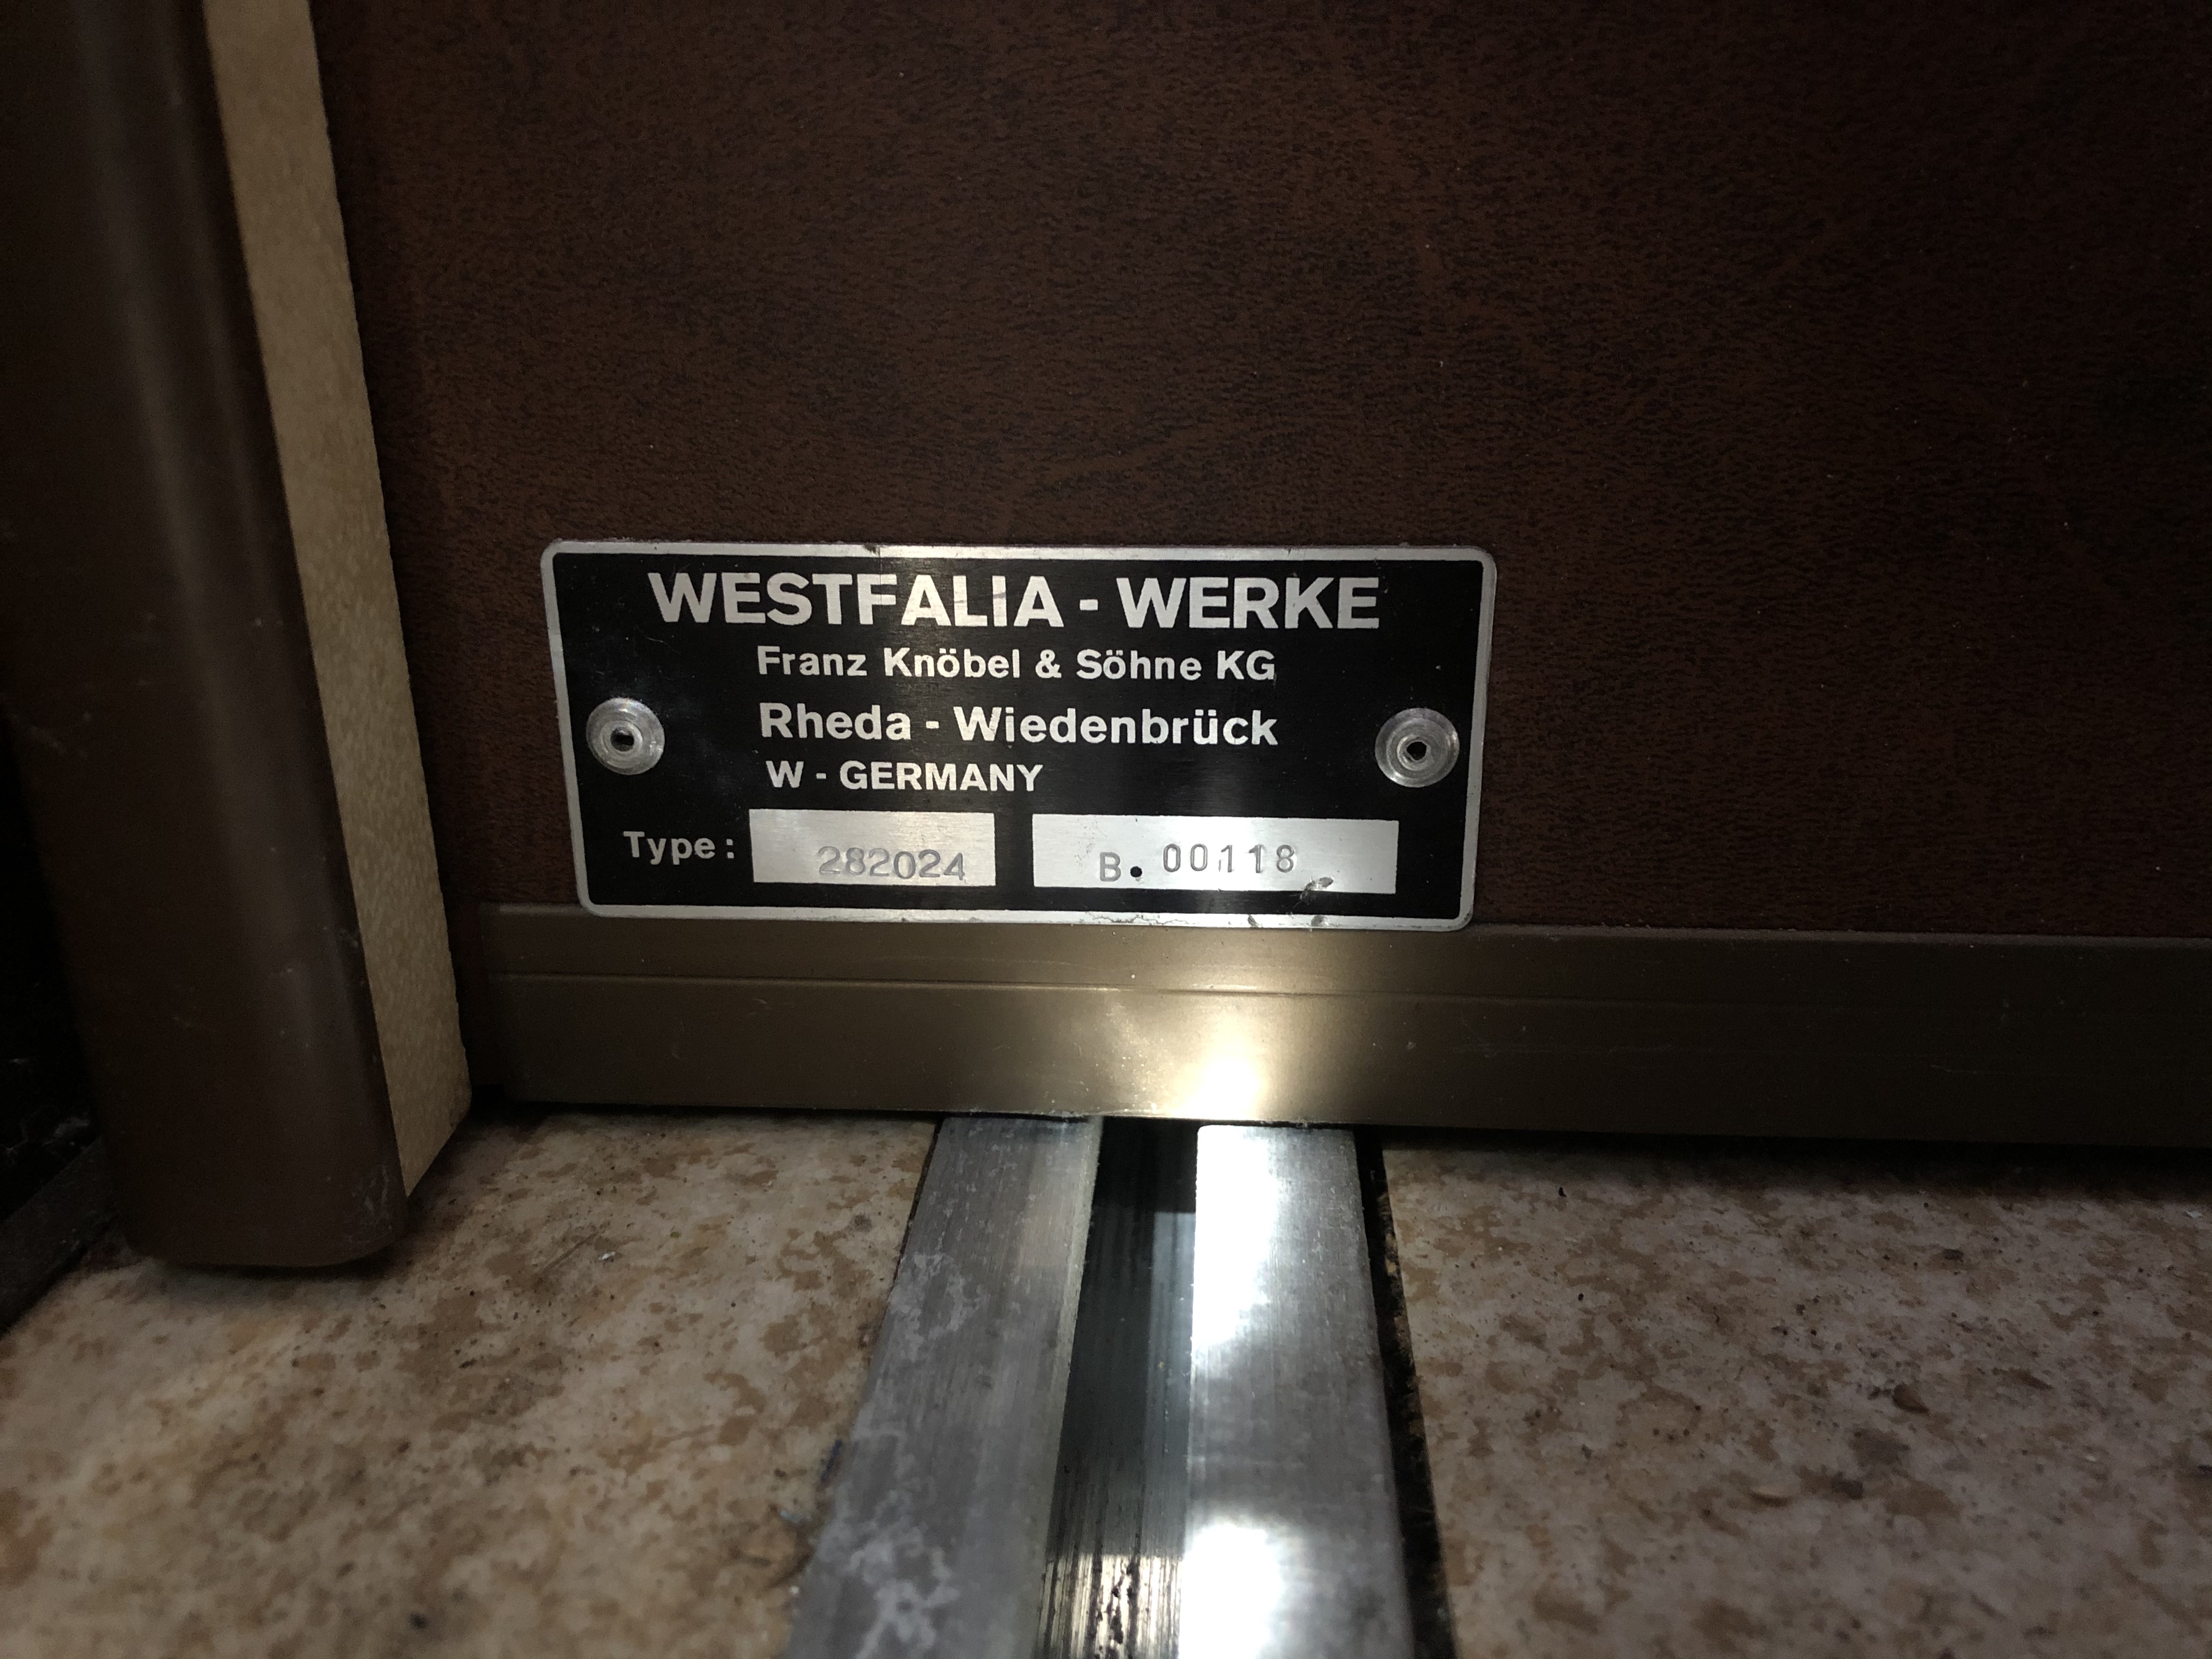 WESTFALIA - WERKE
Franz Knöbel & Söhne KG
Rheda - Wiedenbrück
W - GERMANY
Type: 282024 B. 00118